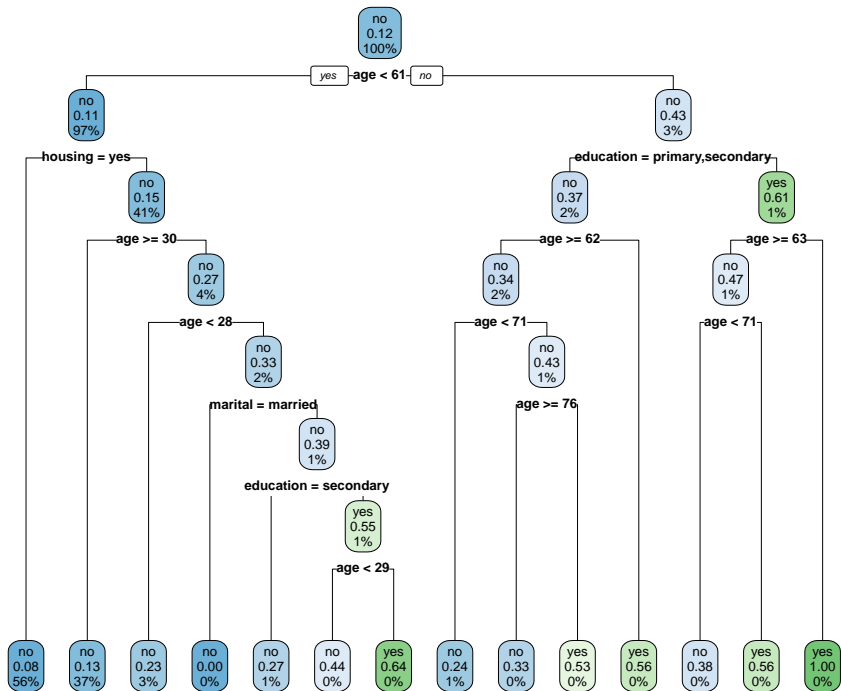 no
0.12
100%
yes age < 61 no
no
0.11
97%
no
0.43
3%
housing = yes
education = primary,secondary
no
0.15
41%
no
0.37
2%
yes
0.61
1%
age >= 30
age >= 62
age >= 63
no
0.27
4%
no
0.34
2%
no
0.47
1%
age < 28
age < 71
age < 71
no
0.33
2%
no
0.43
1%
marital = married
age >= 76
no
0.39
1%
education = secondary
yes
0.55
1%
age < 29
no
0.08
56%
no
0.13
37%
no
0.23
3%
no
0.00
0%
no
0.27
1%
no
0.44
0%
yes
0.64
0%
no
0.24
1%
no
0.33
0%
yes
0.53
0%
yes
0.56
0%
no
0.38
0%
yes
0.56
0%
yes
1.00
0%